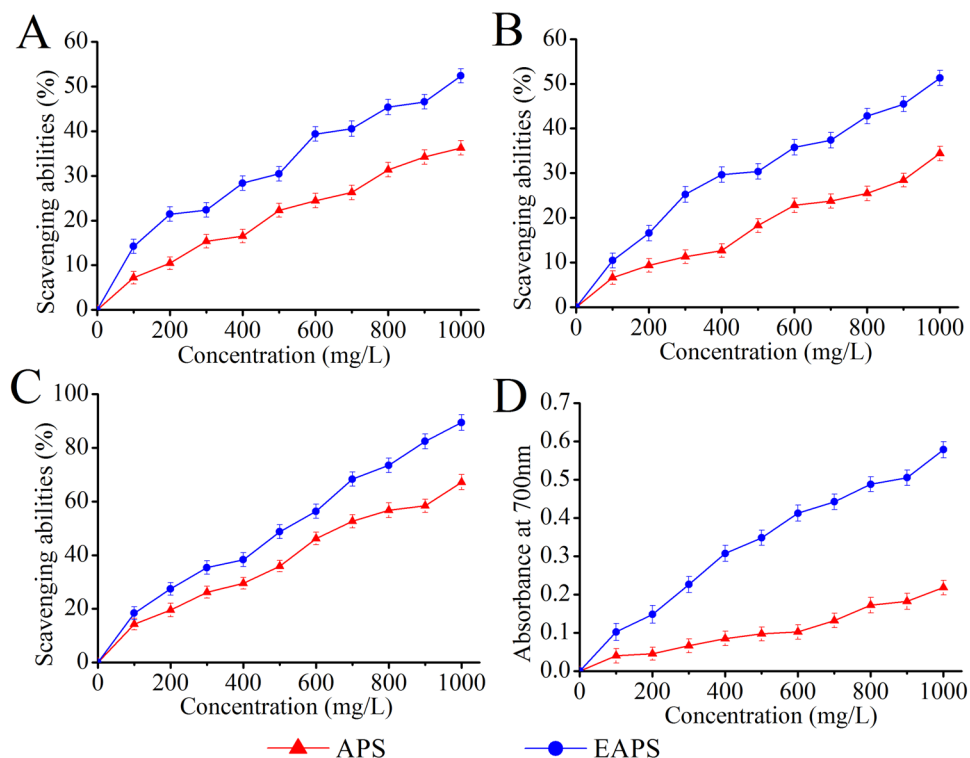 A
Scavenging abilities (%)
60
50
40
30
20
10
0
0 200 400 600 800 1000
Concentration (mg/L)
B
Scavenging abilities (%)
60
50
40
30
20
10
0
0 200 400 600 800 1000
Concentration (mg/L)
C
Scavenging abilities (%)
100
80
60
40
20
0
0 200 400 600 800 1000
Concentration (mg/L)
D
Absorbance at 700nm
0.7
0.6
0.5
0.4
0.3
0.2
0.1
0.0
0 200 400 600 800 1000
Concentration (mg/L)
APS EAPS